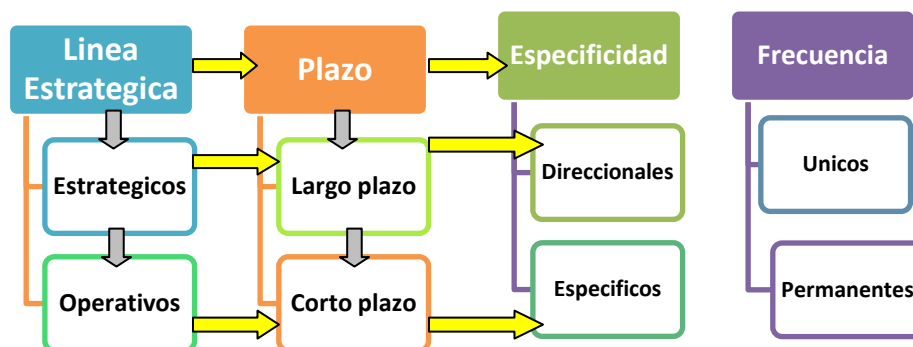 Linea
Estrategica
Plazo
Especificidad
Frecuencia
Estrategicos
Largo plazo
Direccionales
Unicos
Operativos
Corto plazo
Especificos
Permanentes